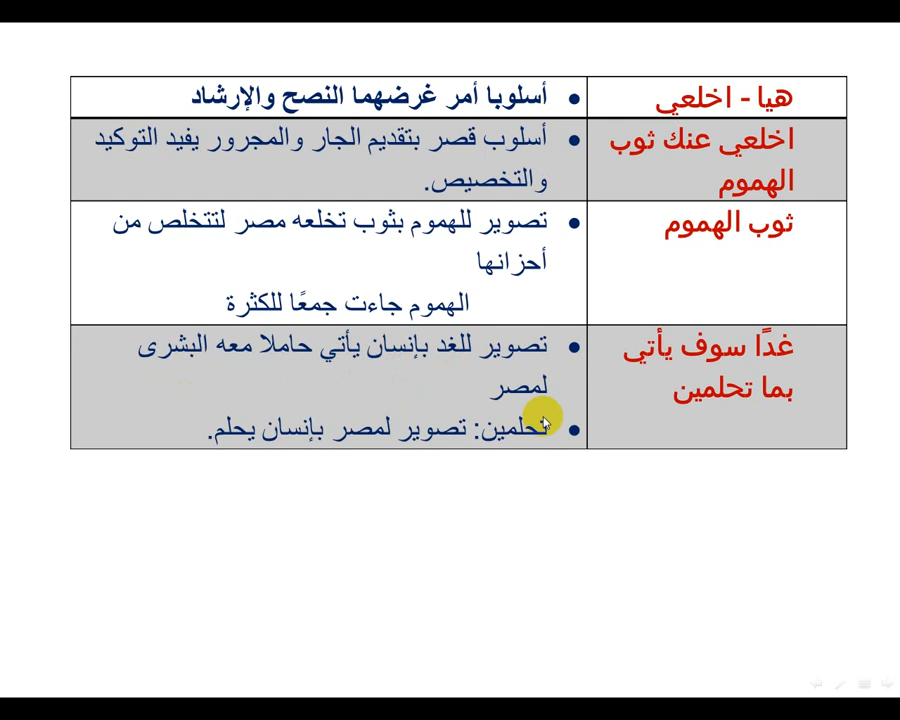 هيا - اخلعي
• أسلوبا أمر غرضهما النصح والإرشاد
اخلعي عنك ثوب
الهموم
• أسلوب قصر بتقديم الجار والمجرور يفيد التوكيد
والتخصيص.
ثوب الهموم
• تصوير للهموم بثوب تخلعه مصر لتتخلص من
أحزانها
الهموم جاءت جمعًا للكثرة
غدًا سوف يأتي
بما تحلمين
• تصوير للغد بإنسان يأتي حاملا معه البشرى
لمصر
• تحلمين: تصوير لمصر بإنسان يحلم.